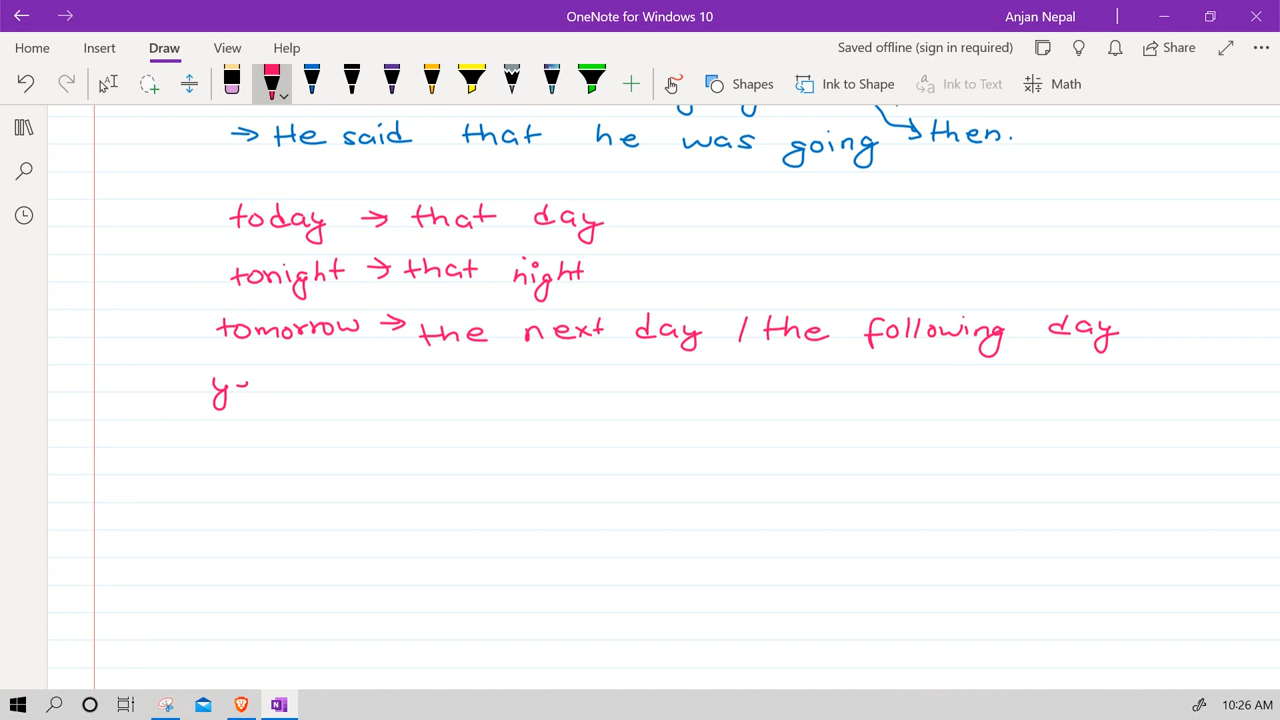 OneNote for Windows 10
Anjan Nepal
Home Insert Draw View Help
Saved offline (sign in required)
Share
Shapes
Ink to Shape
Ink to Text
Math
→ He said that he was going → then.
today → that day
tonight → that night
tomorrow → the next day / the following day
y
10:26 AM